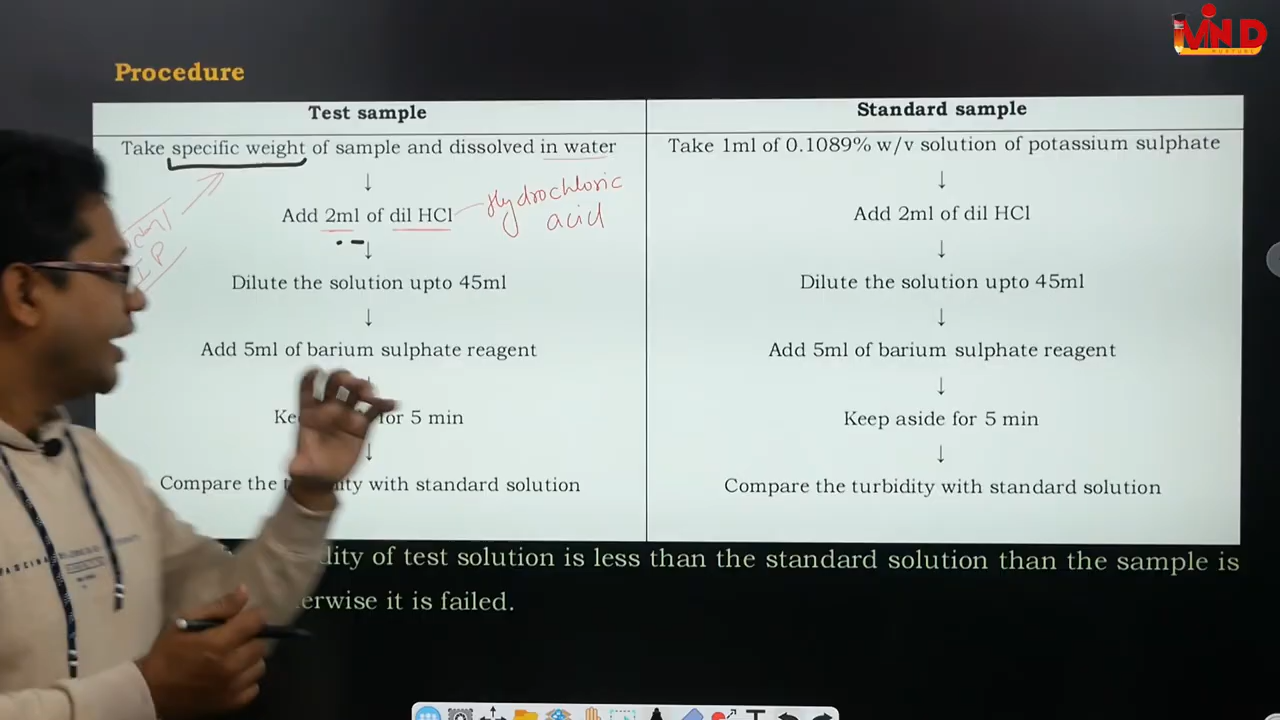 MIND
Procedure
Test sample
Standard sample
Take specific weight of sample and dissolved in water
Take 1ml of 0.1089% w/v solution of potassium sulphate
↓
↓
Add 2ml of dil HCl
Hydrochloric
acid
Add 2ml of dil HCl
IP
↓
↓
Dilute the solution upto 45ml
Dilute the solution upto 45ml
↓
↓
Add 5ml of barium sulphate reagent
Add 5ml of barium sulphate reagent
↓
for 5 min
Keep aside for 5 min
↓
↓
Compare the with standard solution
Compare the turbidity with standard solution
of test solution is less than the standard solution than the sample is
it is failed.